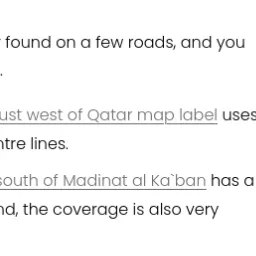 found on a few roads, and you
.
ust west of Qatar map label uses
ntre lines.
south of Madinat al Ka`ban has a
nd, the coverage is also very